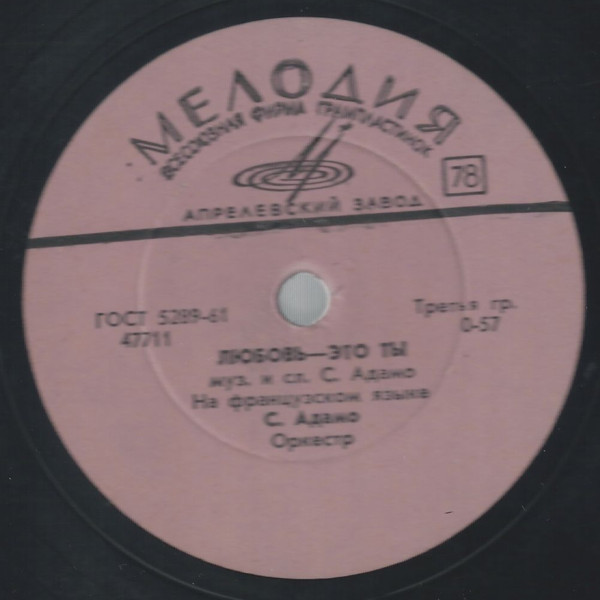 МЕЛОДИЯ
ВСЕСОЮЗНАЯ ФИРМА ГРАМПЛАСТИНОК
78
АПРЕЛЕВСКИЙ ЗАВОД
ГОСТ 5289-61
47711
Третья гр.
0-57
ЛЮБОВЬ—ЭТО ТЫ
муз. и сл. С. Адамо
На французском языке
С. Адамо
Оркестр